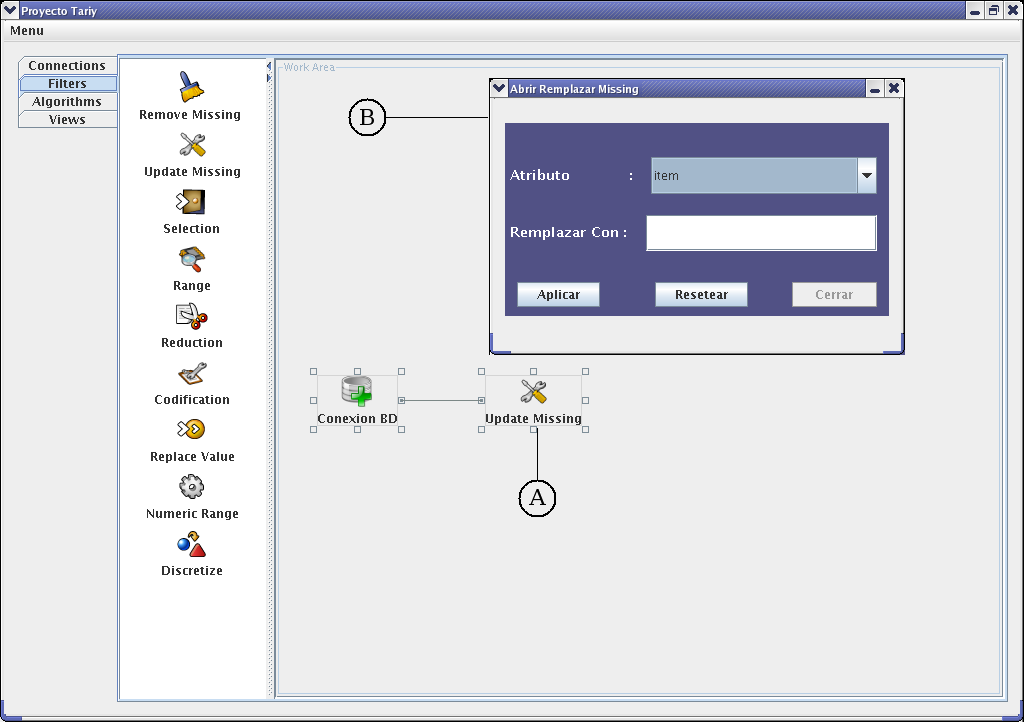 Proyecto Tariy
Menu
Connections
Filters
Algorithms
Views
Remove Missing
Update Missing
Selection
Range
Reduction
Codification
Replace Value
Numeric Range
Discretize
Work Area
B
Abrir Remplazar Missing
Atributo :
item
Remplazar Con :
Aplicar
Resetear
Cerrar
Conexion BD
Update Missing
A